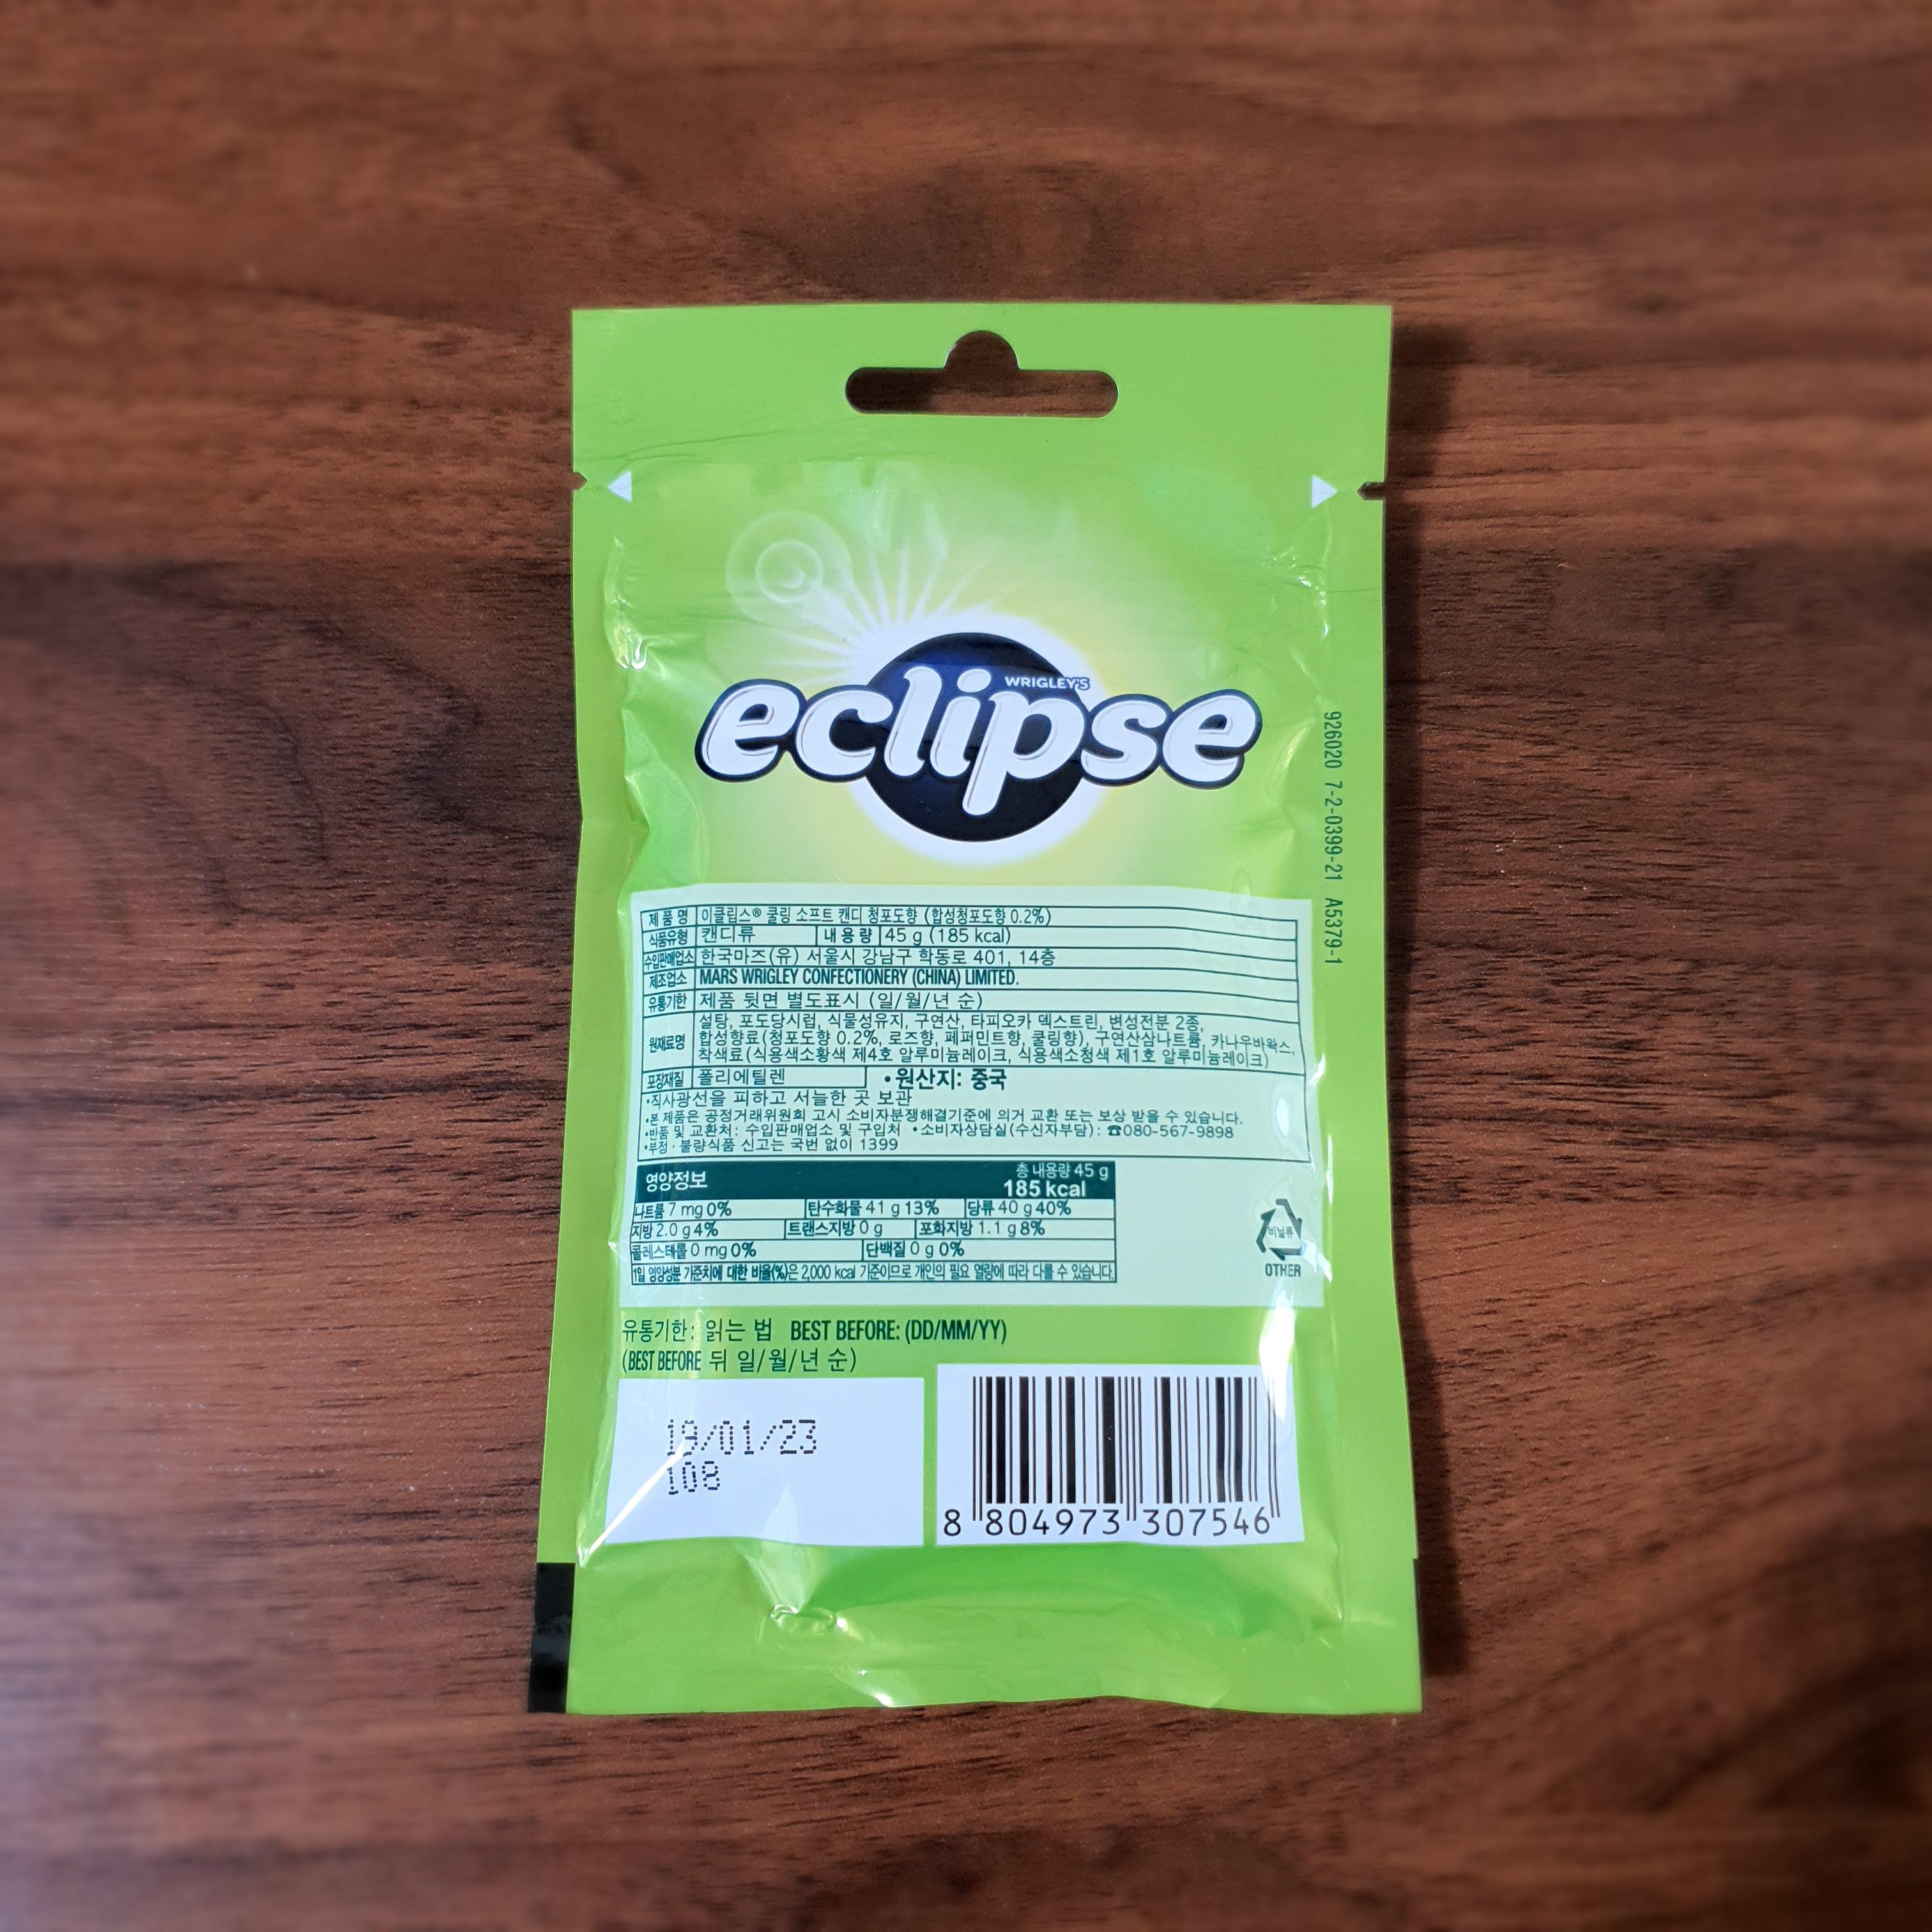 WRIGLEY'S
eclipse
926020 7-2-0399-21 A5379-1
제 품 명 이클립스® 쿨링 소프트 캔디 청포도향 (합성청포도향 0.2%)
식품유형 캔디류 내 용 량 45 g (185 kcal)
수입판매업소 한국마즈(유) 서울시 강남구 학동로 401, 14층
제조업소 MARS WRIGLEY CONFECTIONERY (CHINA) LIMITED.
유통기한 제품 뒷면 별도표시 (일/월/년 순)
원재료명 설탕, 포도당시럽, 식물성유지, 구연산, 타피오카 덱스트린, 변성전분 2종,
합성향료(청포도향 0.2%, 로즈향, 페퍼민트향, 쿨링향), 구연산삼나트륨, 카나우바왁스,
착색료(식용색소황색 제4호 알루미늄레이크, 식용색소청색 제1호 알루미늄레이크)
포장재질 폴리에틸렌 •원산지: 중국
•직사광선을 피하고 서늘한 곳 보관
•본 제품은 공정거래위원회 고시 소비자분쟁해결기준에 의거 교환 또는 보상 받을 수 있습니다.
•반품 및 교환처: 수입판매업소 및 구입처 •소비자상담실(수신자부담): ☎080-567-9898
•부정·불량식품 신고는 국번 없이 1399
영양정보 총 내용량 45 g
185 kcal
나트륨 7 mg 0% 탄수화물 41 g 13% 당류 40 g 40%
지방 2.0 g 4% 트랜스지방 0 g 포화지방 1.1 g 8%
콜레스테롤 0 mg 0% 단백질 0 g 0%
1일 영양성분 기준치에 대한 비율(%)은 2,000 kcal 기준이므로 개인의 필요 열량에 따라 다를 수 있습니다.
비닐류
OTHER
유통기한: 읽는 법 BEST BEFORE: (DD/MM/YY)
(BEST BEFORE 뒤 일/월/년 순)
19/01/23
108
8 804973 307546